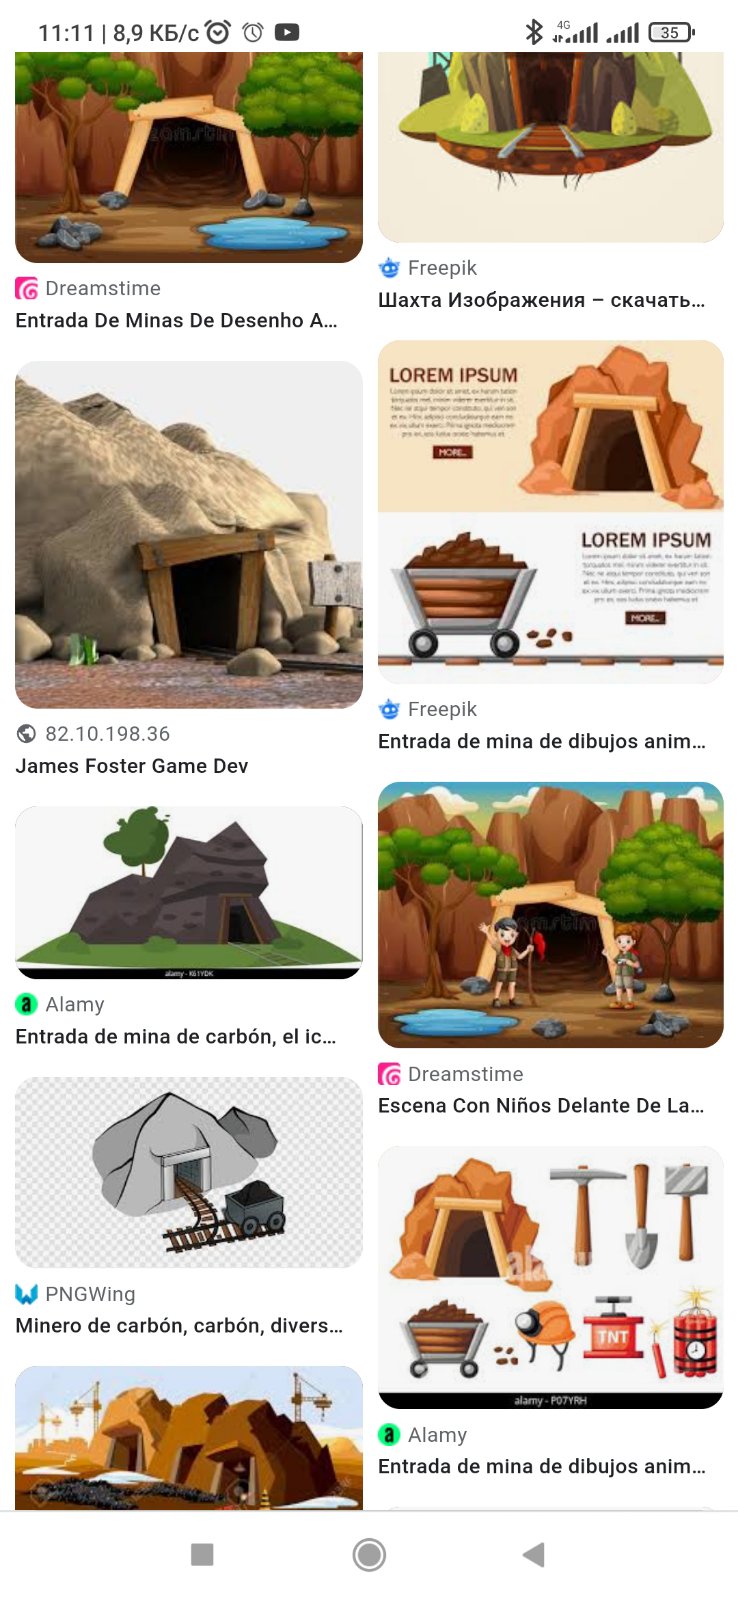 11:11 | 8,9 КБ/с
4G
35
Dreamstime
Entrada De Minas De Desenho A...
Freepik
Шахта Изображения – скачать...
LOREM IPSUM
MORE...
LOREM IPSUM
MORE...
82.10.198.36
James Foster Game Dev
Freepik
Entrada de mina de dibujos anim...
alamy - K61YDK
Alamy
Entrada de mina de carbón, el ic...
Dreamstime
Escena Con Niños Delante De La...
PNGWing
Minero de carbón, carbón, divers...
TNT
alamy - P07YRH
Alamy
Entrada de mina de dibujos anim...